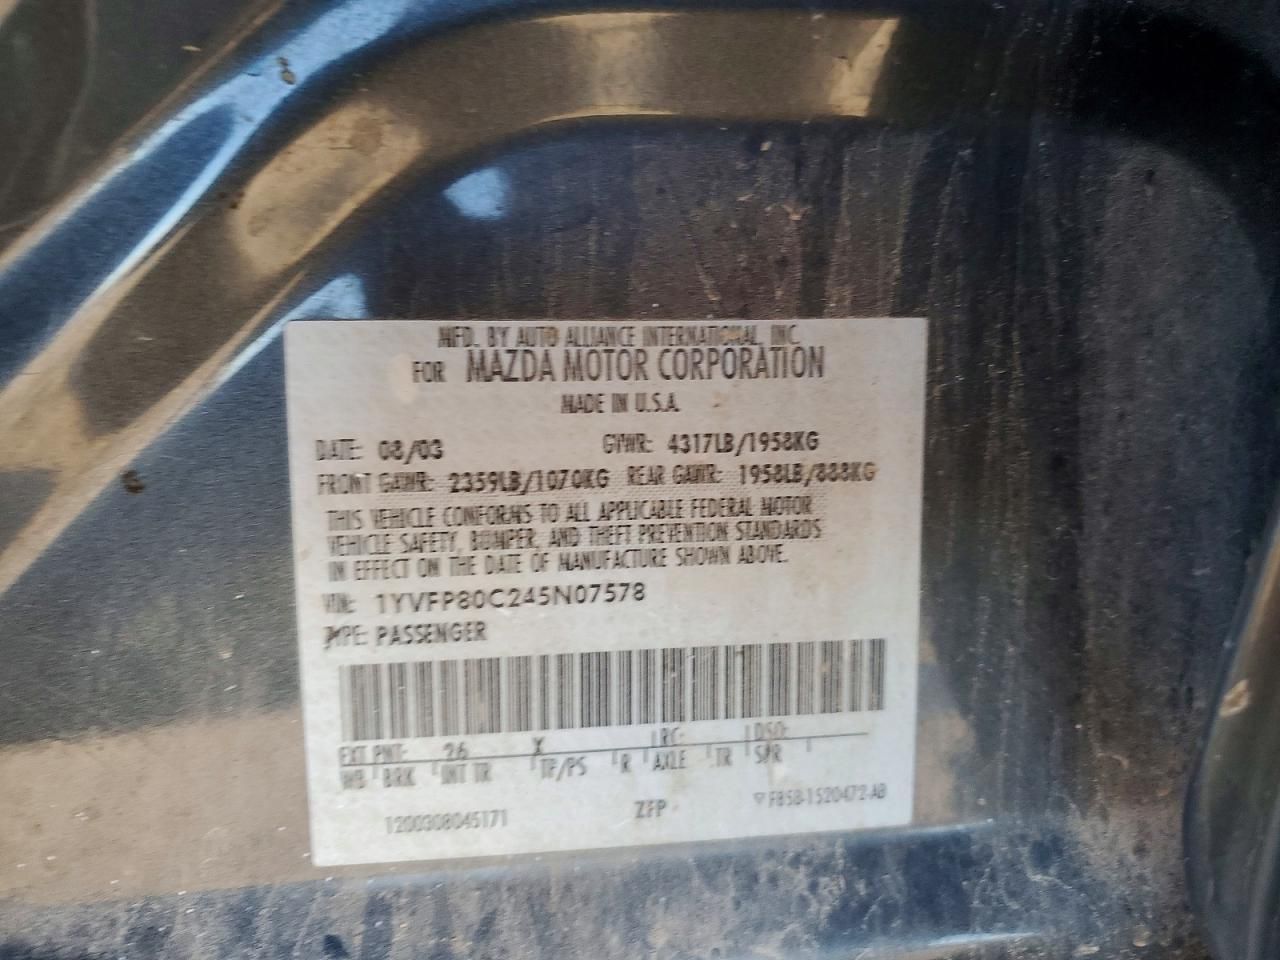 MFD. BY AUTO ALLIANCE INTERNATIONAL, INC.
FOR MAZDA MOTOR CORPORATION
MADE IN U.S.A.
DATE: 08/03 GVWR: 4317LB/1958KG
FRONT GAWR: 2359LB/1070KG REAR GAWR: 1958LB/888KG
THIS VEHICLE CONFORMS TO ALL APPLICABLE FEDERAL MOTOR
VEHICLE SAFETY, BUMPER, AND THEFT PREVENTION STANDARDS
IN EFFECT ON THE DATE OF MANUFACTURE SHOWN ABOVE.
VIN: 1YVFP80C245N07578
TYPE: PASSENGER
EXT PNT: 26 X RC: DSO:
WB BRK INT TR TP/PS R AXLE TR SPR
1200308045171 ZFP F85B-1520472-AB